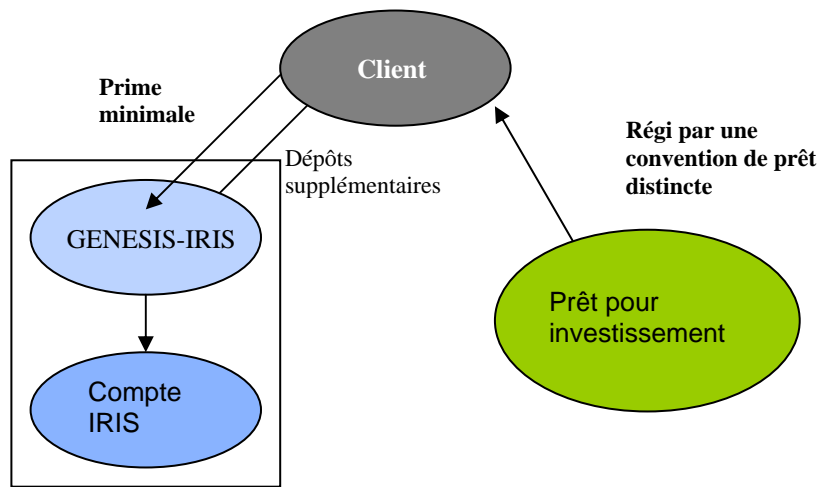 Client
Prime
minimale
Régi par une
convention de prêt
distincte
Dépôts
supplémentaires
GENESIS-IRIS
Prêt pour
investissement
Compte
IRIS